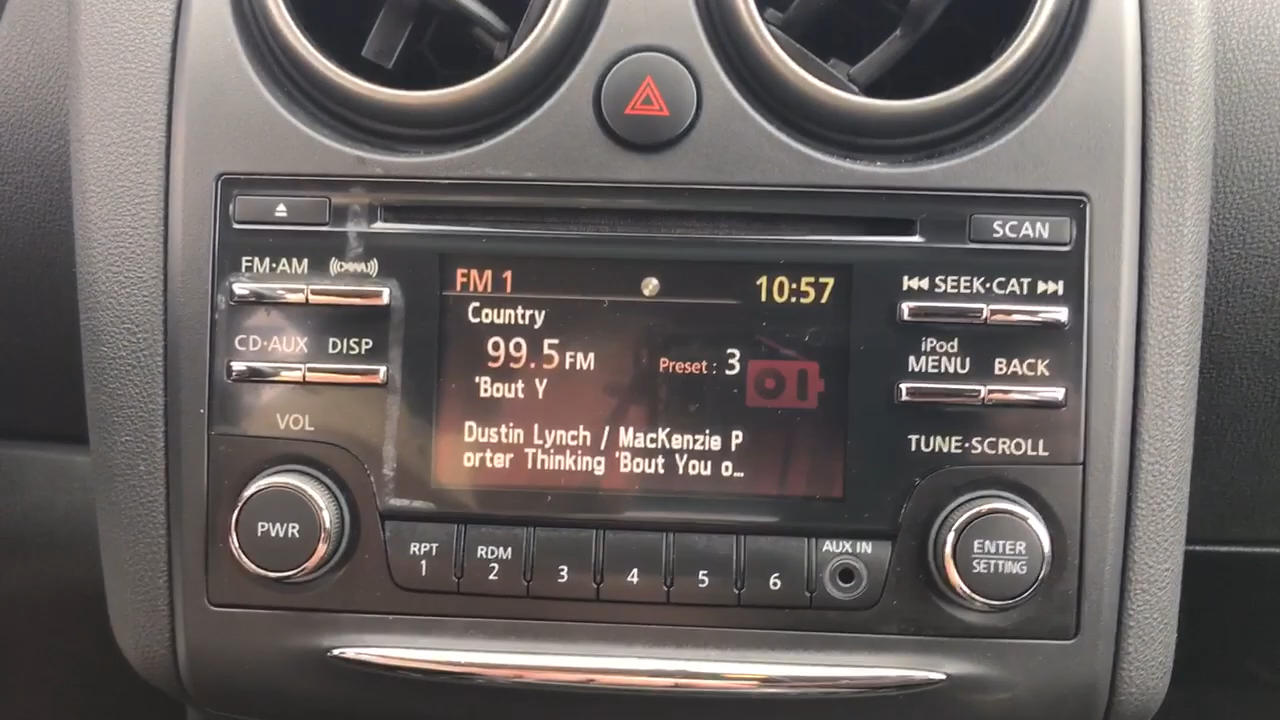 SCAN
FM·AM
SEEK·CAT
CD·AUX DISP
iPod
MENU BACK
VOL
TUNE·SCROLL
FM 1 10:57
Country
99.5 FM Preset : 3
'Bout Y
Dustin Lynch / MacKenzie P
orter Thinking 'Bout You o…
PWR
RPT
1
RDM
2
3
4
5
6
AUX IN
ENTER
SETTING